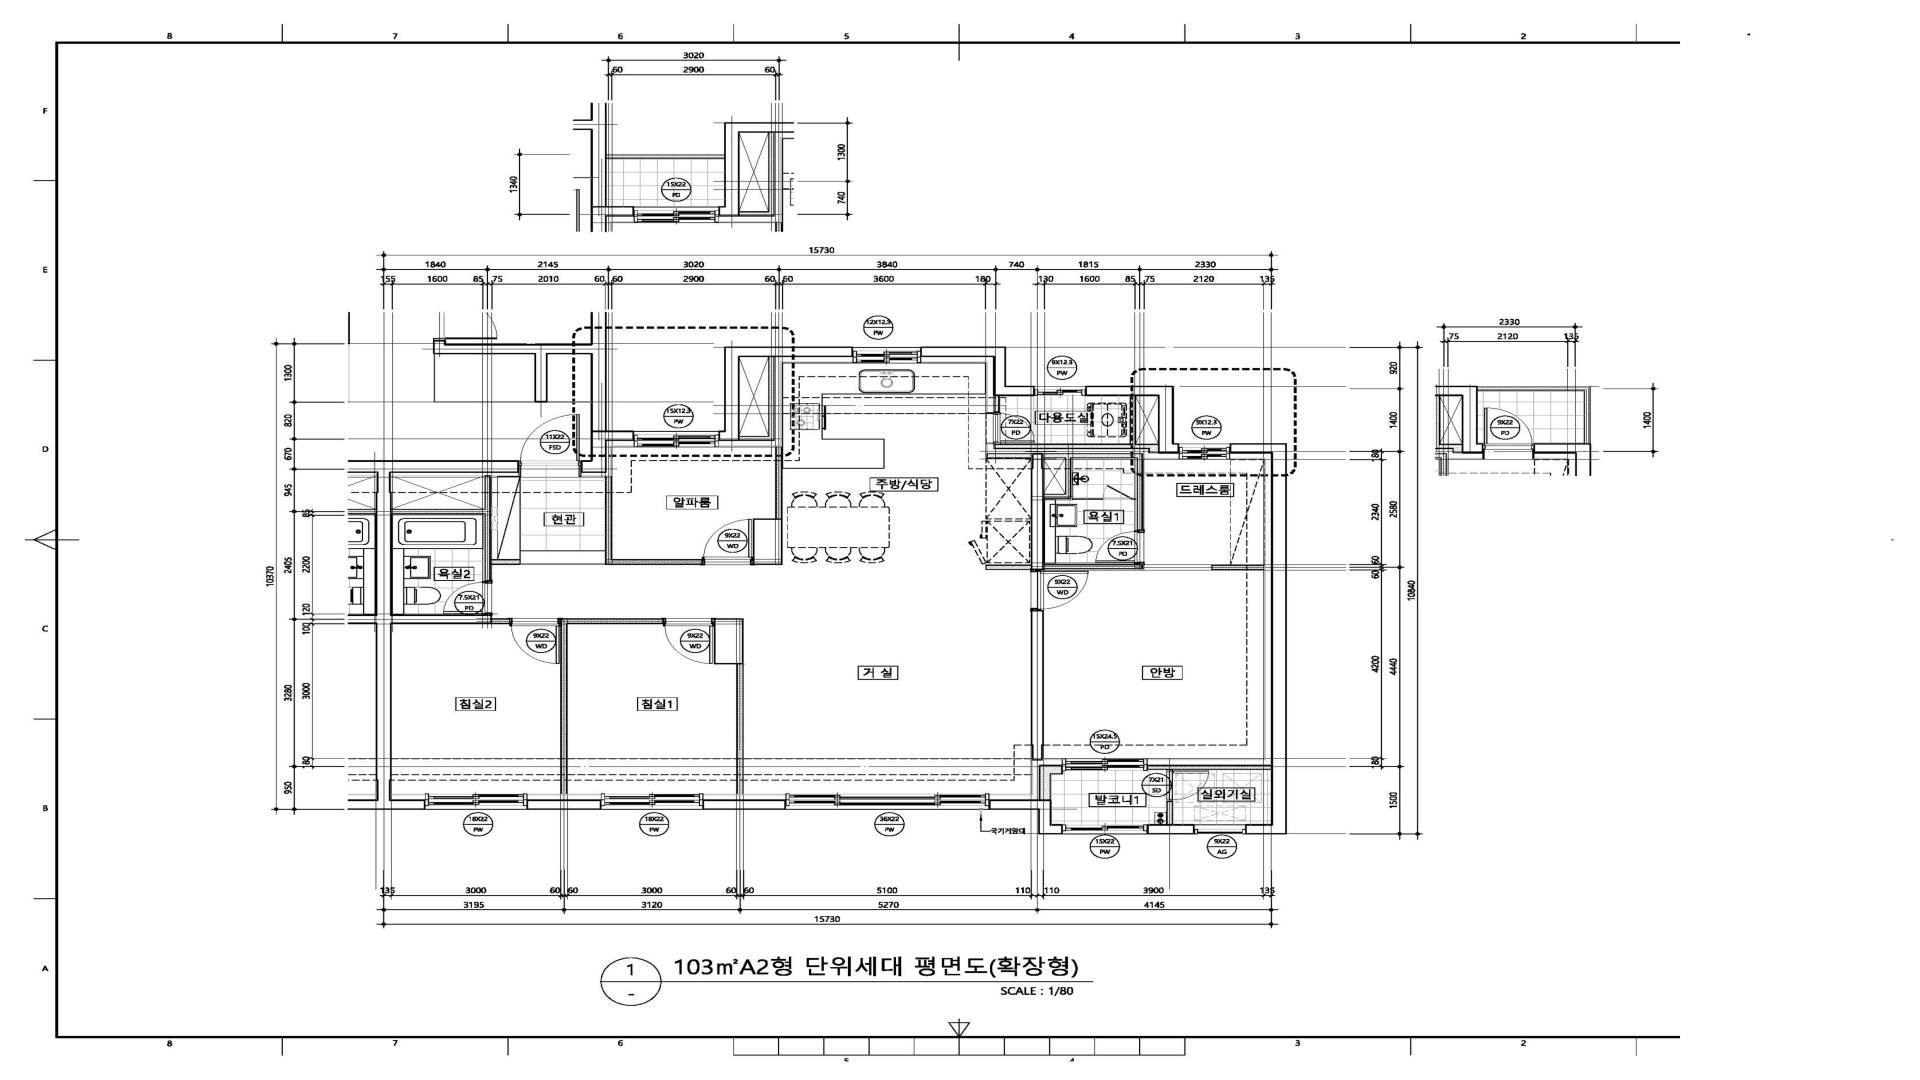 8 7 6 5 4 3 2
3020
60 2900 60
F
1300
1340
15X22
PD
740
15730
E
1840 2145 3020 3840 740 1815 2330
155 1600 85 75 2010 60 60 2900 60 60 3600 180 130 1600 85 75 2120 135
2330
75 2120 135
12X12.3
PW
1300
920
9X12.3
PW
15X12.3
PW
820
1400
다용도실
7X22
PD
9X12.3
PW
9X22
PD
1400
11X22
FSD
D
670
180
주방/식당
945
드레스룸
알파룸
현관
욕실1
2340
2580
85
9X22
WD
7.5X21
PD
10370
2405
2200
욕실2
60
60
9X22
WD
10840
7.5X21
PD
120
100
C
9X22
WD
9X22
WD
거 실
안방
4200
4440
3280
3000
침실2
침실1
15X24.5
PD
180
180
950
7X21
SD
발코니1
실외기실
1500
B
18X22
PW
18X22
PW
36X22
PW
국기게양대
15X22
PW
9X22
AG
135 3000 60 60 3000 60 60 5100 110 110 3900 135
3195 3120 5270 4145
15730
A
1
-
103㎡A2형 단위세대 평면도(확장형)
SCALE : 1/80
8 7 6 5 4 3 2